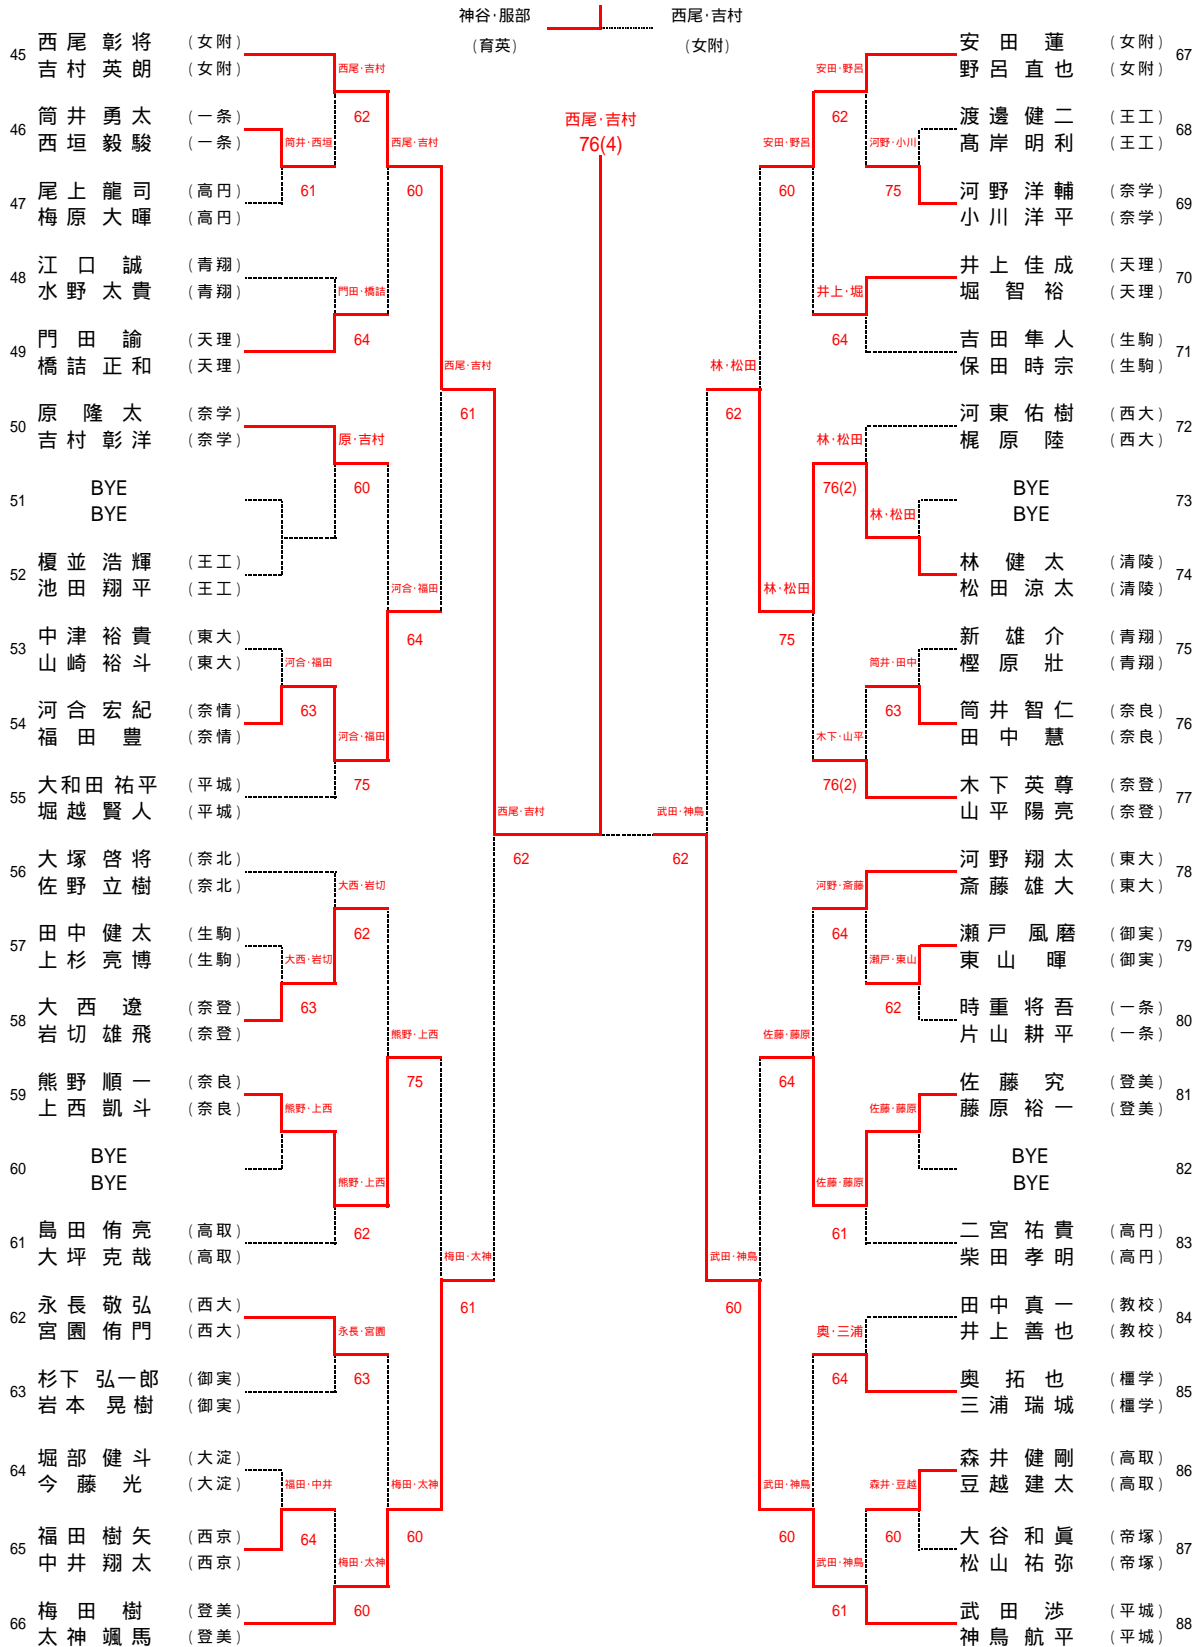 神谷・服部
(育英)
西尾・吉村
(女附)
西尾・吉村
76(4)
45 西尾彰将 (女附)
吉村英朗 (女附)
46 筒井勇太 (一条)
西垣毅駿 (一条)
47 尾上龍司 (高円)
梅原大暉 (高円)
48 江口誠 (青翔)
水野太貴 (青翔)
49 門田諭 (天理)
橋詰正和 (天理)
50 原隆太 (奈学)
吉村彰洋 (奈学)
51 BYE
BYE
52 榎並浩輝 (王工)
池田翔平 (王工)
53 中津裕貴 (東大)
山崎裕斗 (東大)
54 河合宏紀 (奈情)
福田豊 (奈情)
55 大和田祐平 (平城)
堀越賢人 (平城)
56 大塚啓将 (奈北)
佐野立樹 (奈北)
57 田中健太 (生駒)
上杉亮博 (生駒)
58 大西遼 (奈登)
岩切雄飛 (奈登)
59 熊野順一 (奈良)
上西凱斗 (奈良)
60 BYE
BYE
61 島田侑亮 (高取)
大坪克哉 (高取)
62 永長敬弘 (西大)
宮園侑門 (西大)
63 杉下弘一郎 (御実)
岩本晃樹 (御実)
64 堀部健斗 (大淀)
今藤光 (大淀)
65 福田樹矢 (西京)
中井翔太 (西京)
66 梅田樹 (登美)
太神颯馬 (登美)
筒井・西垣
61
河合・福田
63
大西・岩切
63
熊野・上西
福田・中井
64
西尾・吉村
62
門田・橋詰
64
原・吉村
60
河合・福田
75
大西・岩切
62
熊野・上西
62
永長・宮園
63
梅田・太神
60
西尾・吉村
60
河合・福田
64
熊野・上西
75
梅田・太神
60
西尾・吉村
61
梅田・太神
61
西尾・吉村
62
武田・神鳥
62
林・松田
62
武田・神鳥
60
安田・野呂
60
林・松田
75
佐藤・藤原
64
武田・神鳥
60
安田・野呂
62
井上・堀
64
林・松田
76(2)
木下・山平
76(2)
河野・斎藤
64
佐藤・藤原
61
奥・三浦
64
武田・神鳥
61
河野・小川
75
林・松田
筒井・田中
63
瀬戸・東山
62
佐藤・藤原
森井・豆越
60
安田蓮 (女附) 67
野呂直也 (女附)
渡邊健二 (王工) 68
髙岸明利 (王工)
河野洋輔 (奈学) 69
小川洋平 (奈学)
井上佳成 (天理) 70
堀智裕 (天理)
吉田隼人 (生駒) 71
保田時宗 (生駒)
河東佑樹 (西大) 72
梶原陸 (西大)
BYE 73
BYE
林健太 (清陵) 74
松田涼太 (清陵)
新雄介 (青翔) 75
樫原壯 (青翔)
筒井智仁 (奈良) 76
田中慧 (奈良)
木下英尊 (奈登) 77
山平陽亮 (奈登)
河野翔太 (東大) 78
斎藤雄大 (東大)
瀬戸風磨 (御実) 79
東山暉 (御実)
時重将吾 (一条) 80
片山耕平 (一条)
佐藤究 (登美) 81
藤原裕一 (登美)
BYE 82
BYE
二宮祐貴 (高円) 83
柴田孝明 (高円)
田中真一 (教校) 84
井上善也 (教校)
奥拓也 (橿学) 85
三浦瑞城 (橿学)
森井健剛 (高取) 86
豆越建太 (高取)
大谷和眞 (帝塚) 87
松山祐弥 (帝塚)
武田渉 (平城) 88
神鳥航平 (平城)